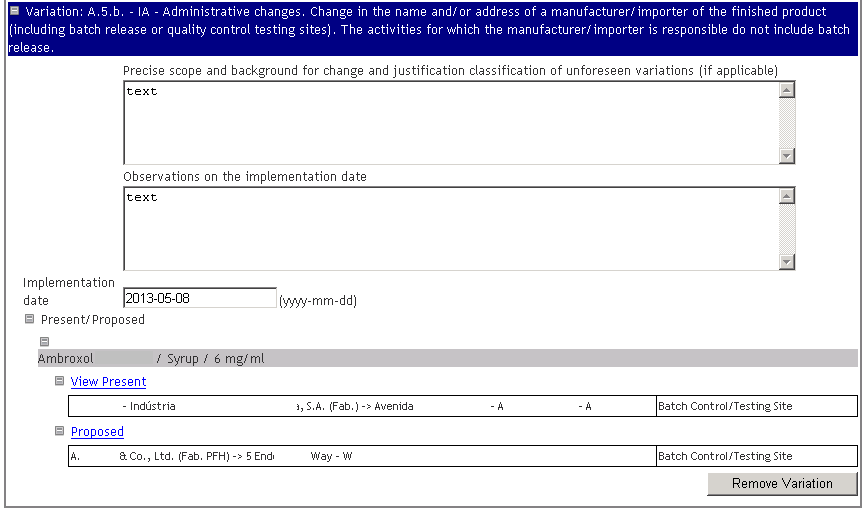 Variation: A.5.b. - IA - Administrative changes. Change in the name and/or address of a manufacturer/importer of the finished product
(including batch release or quality control testing sites). The activities for which the manufacturer/importer is responsible do not include batch
release.
Precise scope and background for change and justification classification of unforeseen variations (if applicable)
text
Observations on the implementation date
text
Implementation
date 2013-05-08 (yyyy-mm-dd)
Present/Proposed
Ambroxol / Syrup / 6 mg/ml
View Present
- Indústria , S.A. (Fab.) -> Avenida - A - A Batch Control/Testing Site
Proposed
A. & Co., Ltd. (Fab. PFH) -> 5 Way - W Batch Control/Testing Site
Remove Variation